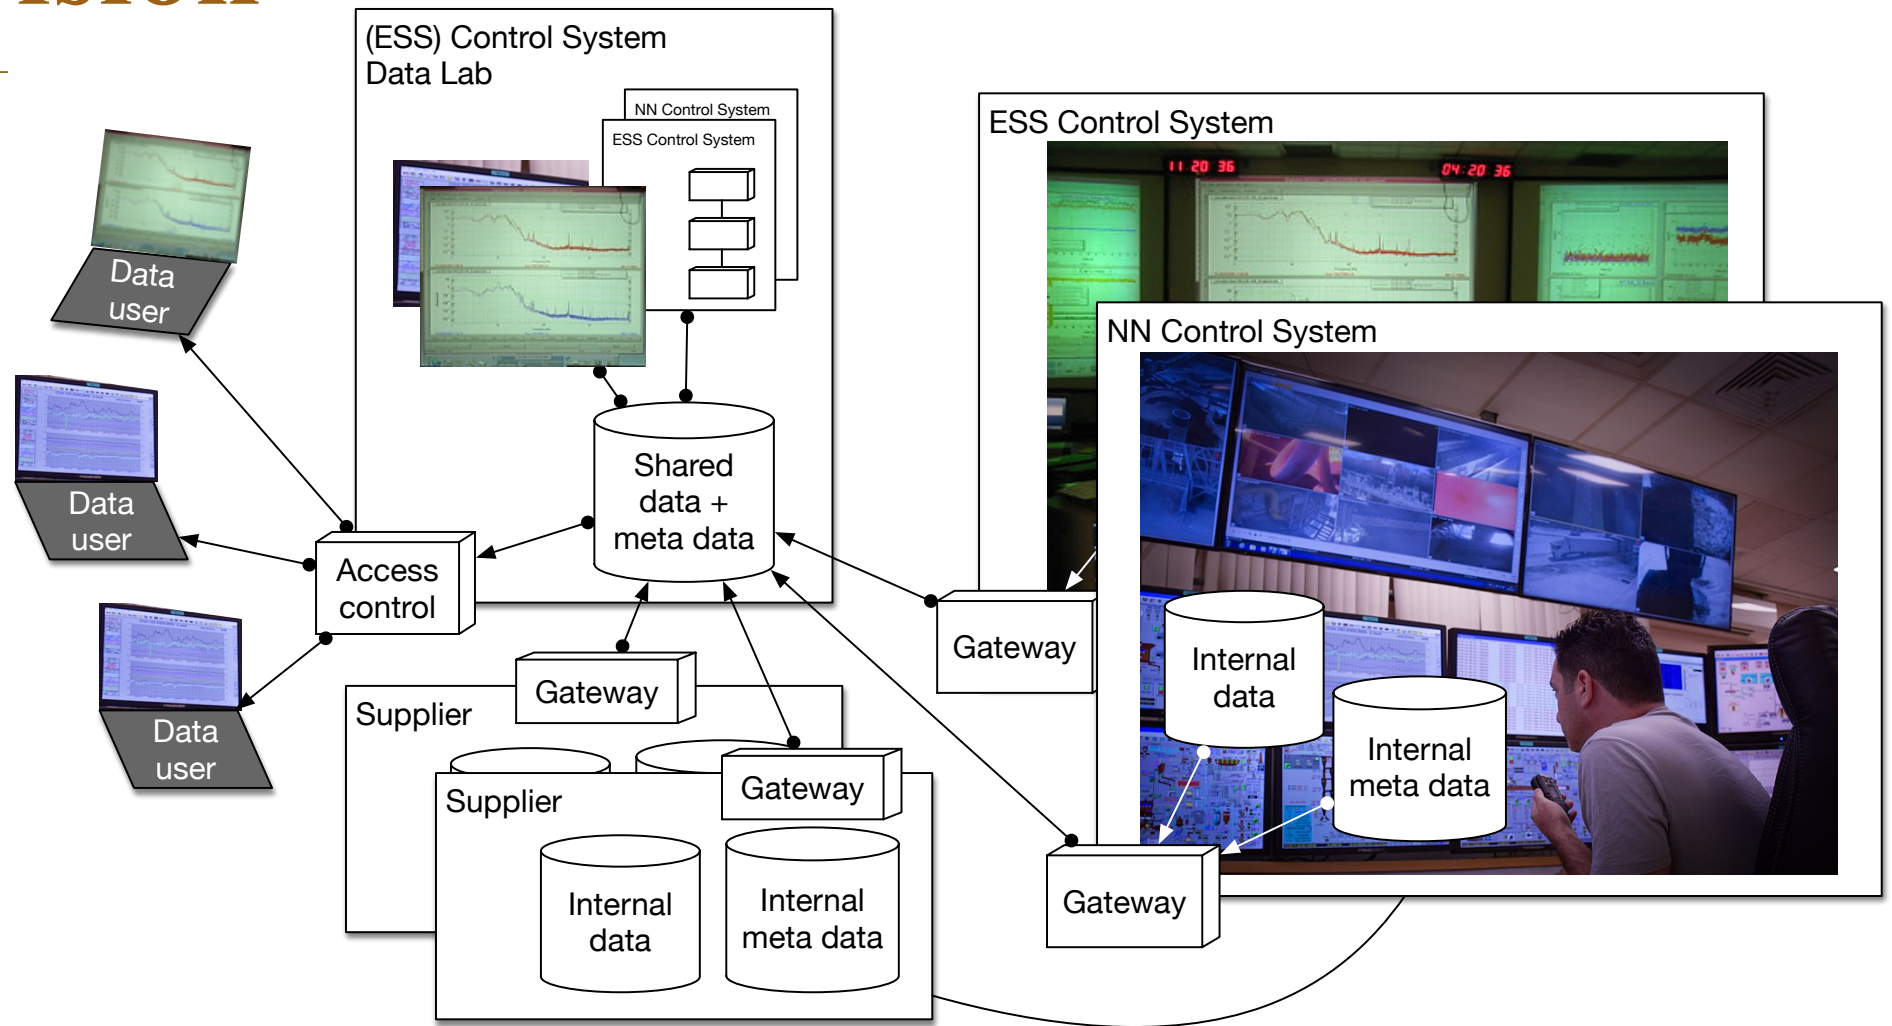 ision
(ESS) Control System
Data Lab
NN Control System
ESS Control System
ESS Control System
11 20 36
04:20 36
NN Control System
Data
user
Data
user
Data
user
Shared
data +
meta data
Access
control
Gateway
Gateway
Gateway
Gateway
Supplier
Supplier
Internal
data
Internal
meta data
Internal
data
Internal
meta data